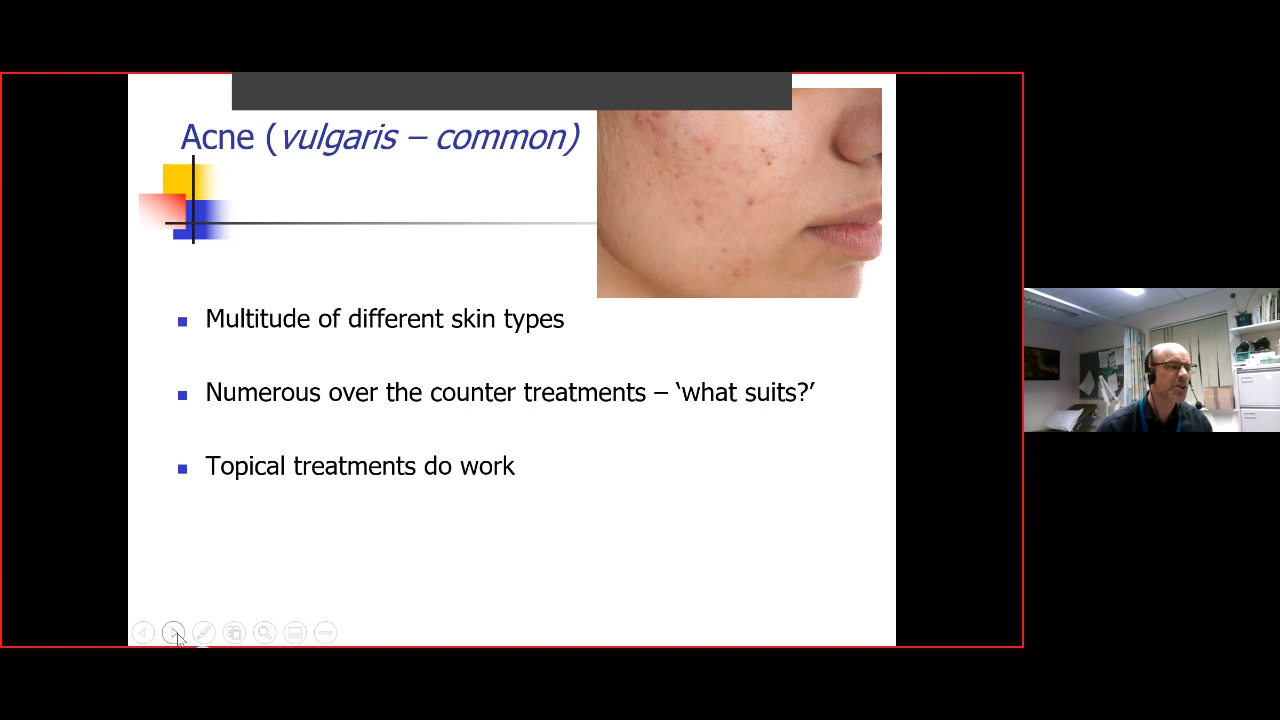 Acne (vulgaris – common)
Multitude of different skin types
Numerous over the counter treatments – ‘what suits?’
Topical treatments do work